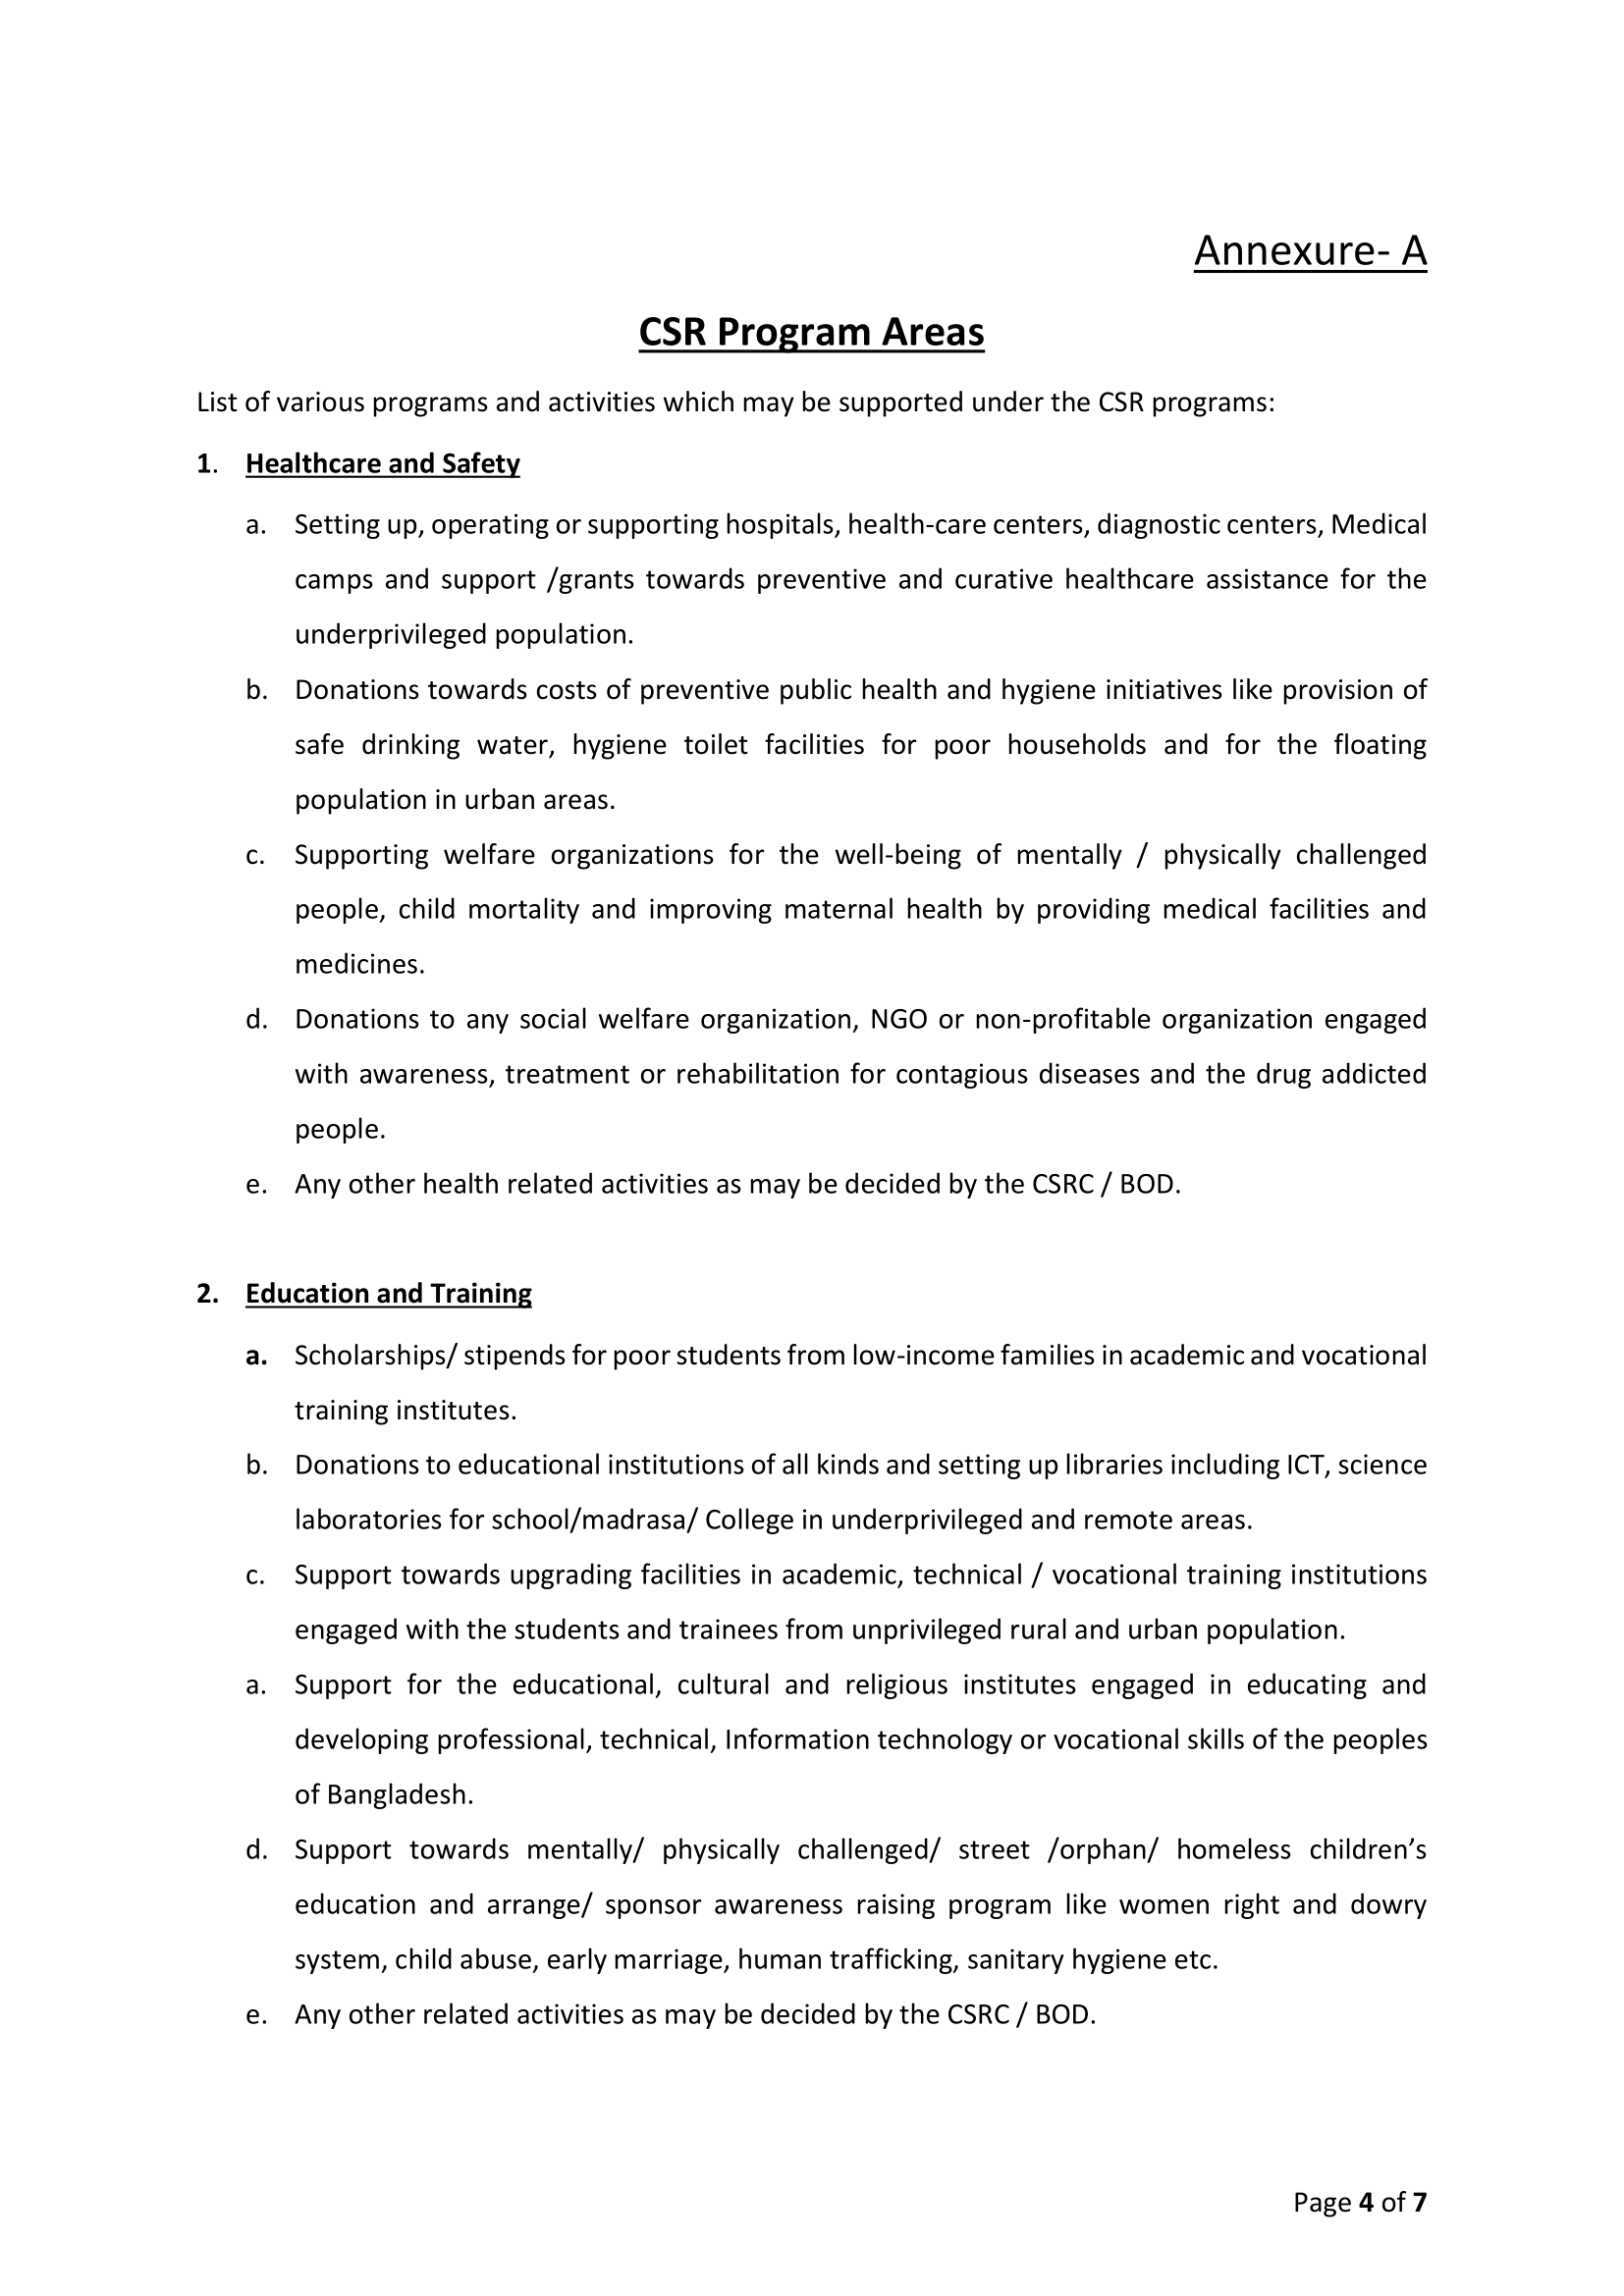 Annexure- A
CSR Program Areas
List of various programs and activities which may be supported under the CSR programs:
1. Healthcare and Safety
a. Setting up, operating or supporting hospitals, health-care centers, diagnostic centers, Medical
camps and support /grants towards preventive and curative healthcare assistance for the
underprivileged population.
b. Donations towards costs of preventive public health and hygiene initiatives like provision of
safe drinking water, hygiene toilet facilities for poor households and for the floating
population in urban areas.
c. Supporting welfare organizations for the well-being of mentally / physically challenged
people, child mortality and improving maternal health by providing medical facilities and
medicines.
d. Donations to any social welfare organization, NGO or non-profitable organization engaged
with awareness, treatment or rehabilitation for contagious diseases and the drug addicted
people.
e. Any other health related activities as may be decided by the CSRC / BOD.
2. Education and Training
a. Scholarships/ stipends for poor students from low-income families in academic and vocational
training institutes.
b. Donations to educational institutions of all kinds and setting up libraries including ICT, science
laboratories for school/madrasa/ College in underprivileged and remote areas.
c. Support towards upgrading facilities in academic, technical / vocational training institutions
engaged with the students and trainees from unprivileged rural and urban population.
a. Support for the educational, cultural and religious institutes engaged in educating and
developing professional, technical, Information technology or vocational skills of the peoples
of Bangladesh.
d. Support towards mentally/ physically challenged/ street /orphan/ homeless children’s
education and arrange/ sponsor awareness raising program like women right and dowry
system, child abuse, early marriage, human trafficking, sanitary hygiene etc.
e. Any other related activities as may be decided by the CSRC / BOD.
Page 4 of 7